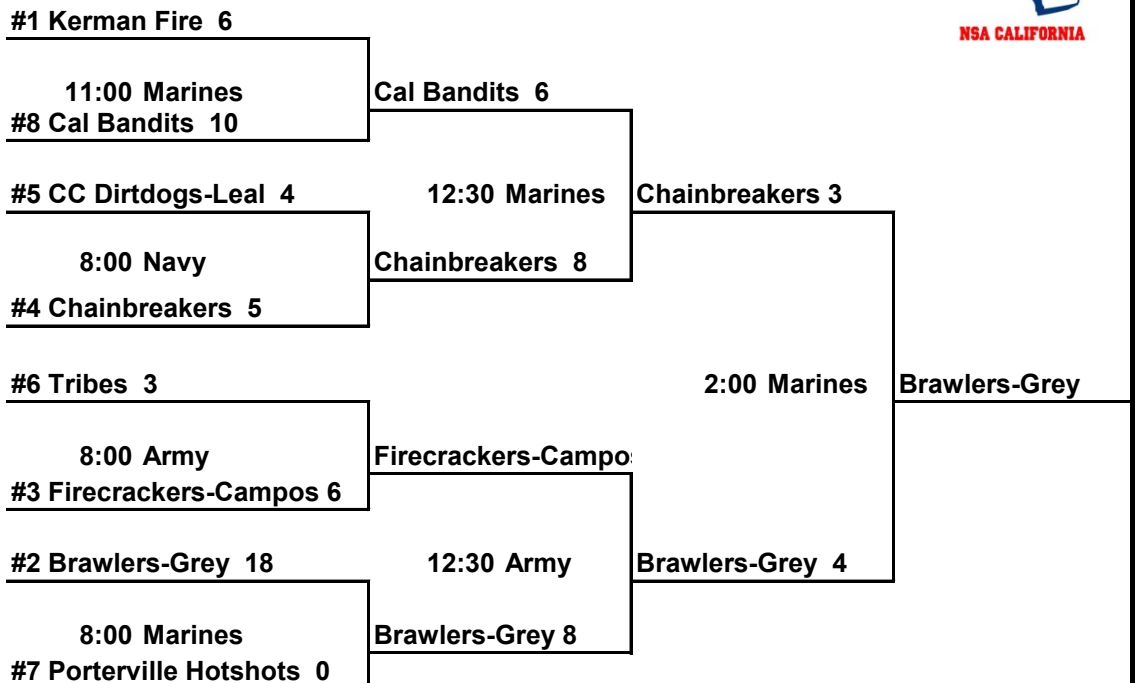 #1 Kerman Fire 6
NSA CALIFORNIA
11:00 Marines
Cal Bandits 6
#8 Cal Bandits 10
#5 CC Dirtdogs-Leal 4
12:30 Marines
Chainbreakers 3
8:00 Navy
Chainbreakers 8
#4 Chainbreakers 5
#6 Tribes 3
2:00 Marines
Brawlers-Grey
8:00 Army
Firecrackers-Campo
#3 Firecrackers-Campos 6
#2 Brawlers-Grey 18
12:30 Army
Brawlers-Grey 4
8:00 Marines
Brawlers-Grey 8
#7 Porterville Hotshots 0